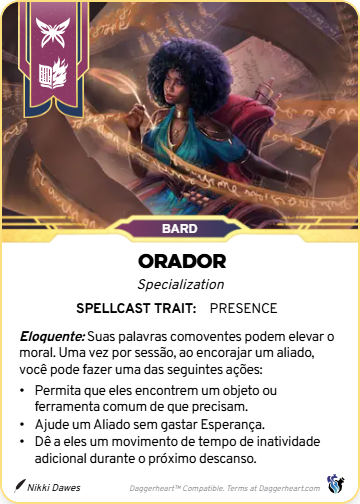 BARD
ORADOR
Specialization
SPELLCAST TRAIT: PRESENCE
Eloquente: Suas palavras comoventes podem elevar o
moral. Uma vez por sessão, ao encorajar um aliado,
você pode fazer uma das seguintes ações:
• Permita que eles encontrem um objeto ou
ferramenta comum de que precisam.
• Ajude um Aliado sem gastar Esperança.
• Dê a eles um movimento de tempo de inatividade
adicional durante o próximo descanso.
Nikki Dawes
Daggerheart™ Compatible. Terms at Daggerheart.com